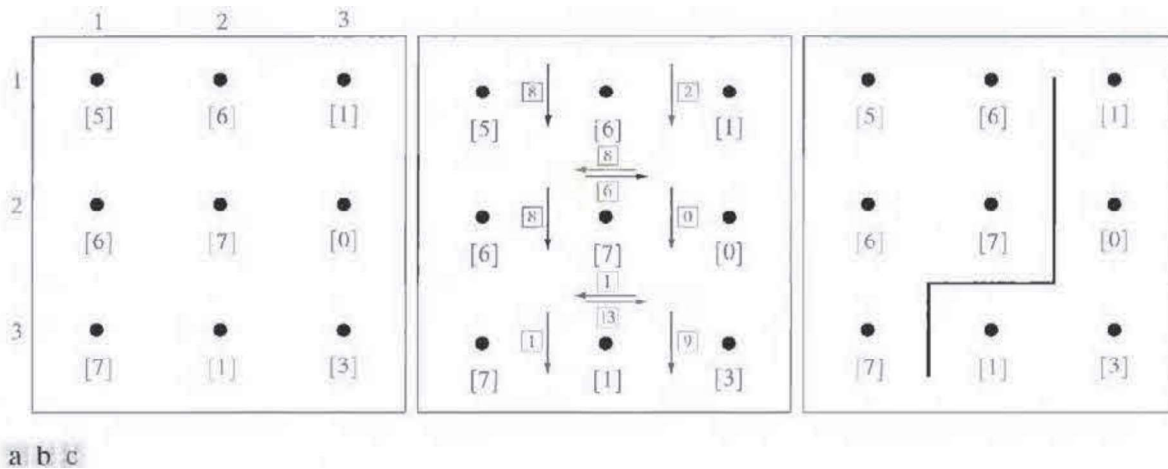 1 2 3
1 [5] [6] [1]
2 [6] [7] [0]
3 [7] [1] [3]
8 2
[5] [6] [1]
8
6
8 0
[6] [7] [0]
1
13
1 9
[7] [1] [3]
[5] [6] [1]
[6] [7] [0]
[7] [1] [3]
a b c